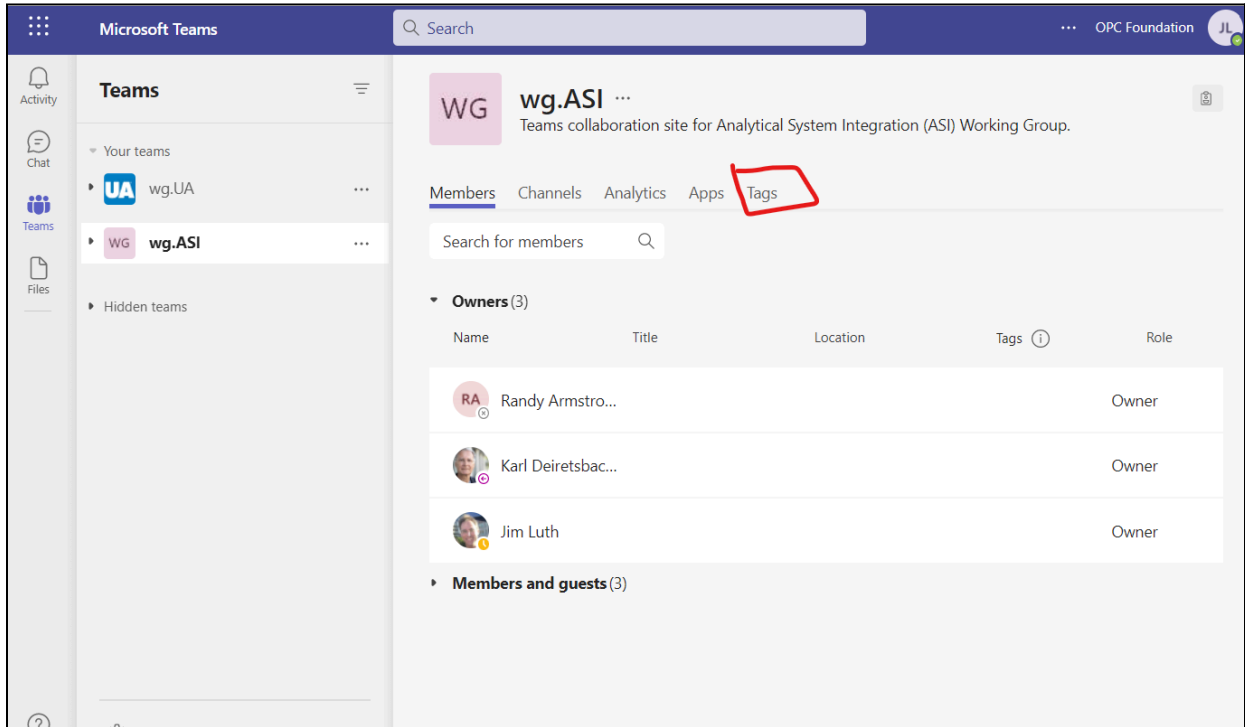 Microsoft Teams
Search
OPC Foundation
JL
Activity
Chat
Teams
Files
Teams
Your teams
UA wg.UA
WG wg.ASI
Hidden teams
WG
wg.ASI
Teams collaboration site for Analytical System Integration (ASI) Working Group.
Members Channels Analytics Apps Tags
Search for members
Owners (3)
Name Title Location Tags Role
RA Randy Armstro... Owner
Karl Deiretsbac... Owner
Jim Luth Owner
Members and guests (3)